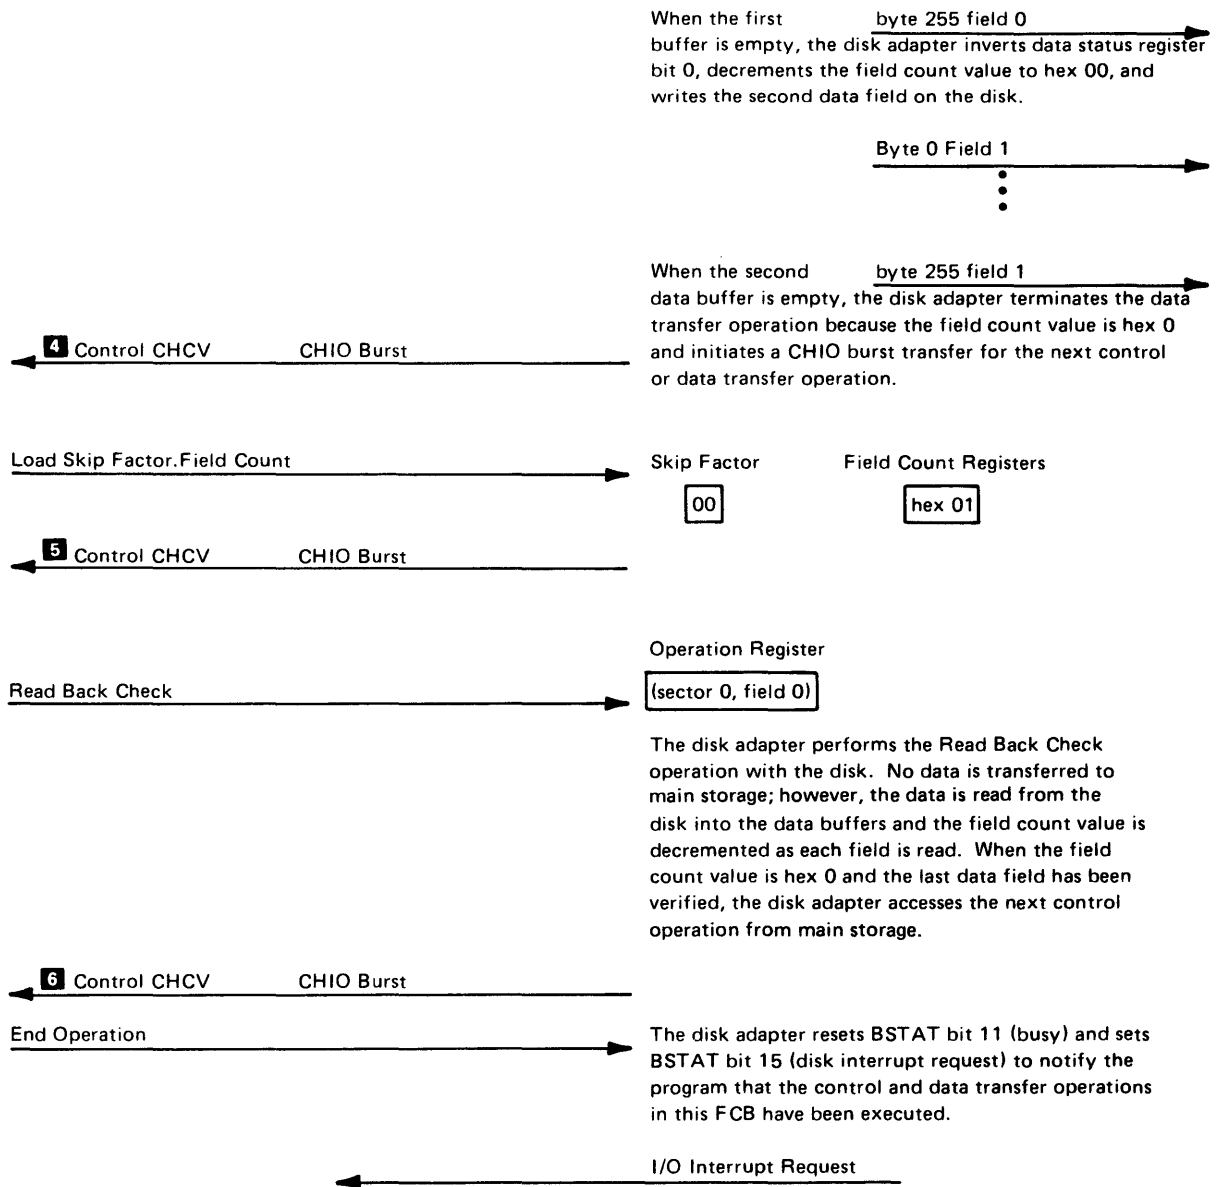 When the first byte 255 field 0
buffer is empty, the disk adapter inverts data status register
bit 0, decrements the field count value to hex 00, and
writes the second data field on the disk.
Byte 0 Field 1
When the second byte 255 field 1
data buffer is empty, the disk adapter terminates the data
transfer operation because the field count value is hex 0
and initiates a CHIO burst transfer for the next control
or data transfer operation.
4 Control CHCV CHIO Burst
Load Skip Factor.Field Count
Skip Factor Field Count Registers
00 hex 01
5 Control CHCV CHIO Burst
Operation Register
Read Back Check
(sector 0, field 0)
The disk adapter performs the Read Back Check
operation with the disk. No data is transferred to
main storage; however, the data is read from the
disk into the data buffers and the field count value is
decremented as each field is read. When the field
count value is hex 0 and the last data field has been
verified, the disk adapter accesses the next control
operation from main storage.
6 Control CHCV CHIO Burst
End Operation
The disk adapter resets BSTAT bit 11 (busy) and sets
BSTAT bit 15 (disk interrupt request) to notify the
program that the control and data transfer operations
in this FCB have been executed.
I/O Interrupt Request